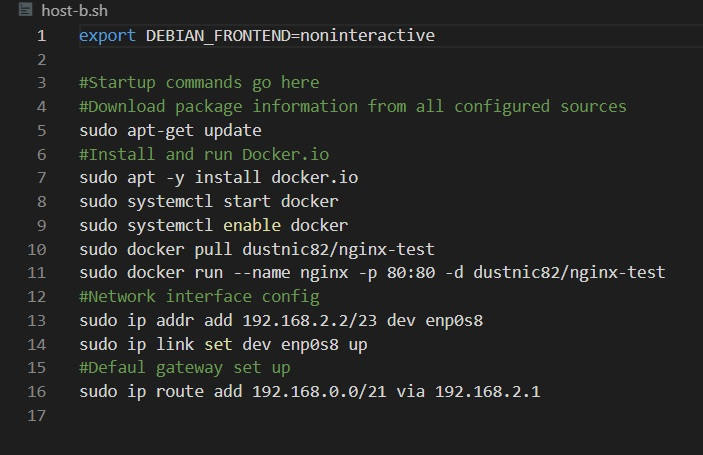 host-b.sh
1 export DEBIAN_FRONTEND=noninteractive
2
3 #Startup commands go here
4 #Download package information from all configured sources
5 sudo apt-get update
6 #Install and run Docker.io
7 sudo apt -y install docker.io
8 sudo systemctl start docker
9 sudo systemctl enable docker
10 sudo docker pull dustnic82/nginx-test
11 sudo docker run --name nginx -p 80:80 -d dustnic82/nginx-test
12 #Network interface config
13 sudo ip addr add 192.168.2.2/23 dev enp0s8
14 sudo ip link set dev enp0s8 up
15 #Defaul gateway set up
16 sudo ip route add 192.168.0.0/21 via 192.168.2.1
17